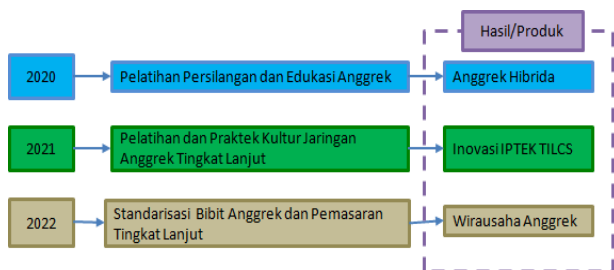 Hasil/Produk
2020
Pelatihan Persilangan dan Edukasi Anggrek
Anggrek Hibrida
2021
Pelatihan dan Praktek Kultur Jaringan
Anggrek Tingkat Lanjut
Inovasi IPTEK TILCS
2022
Standarisasi Bibit Anggrek dan Pemasaran
Tingkat Lanjut
Wirausaha Anggrek